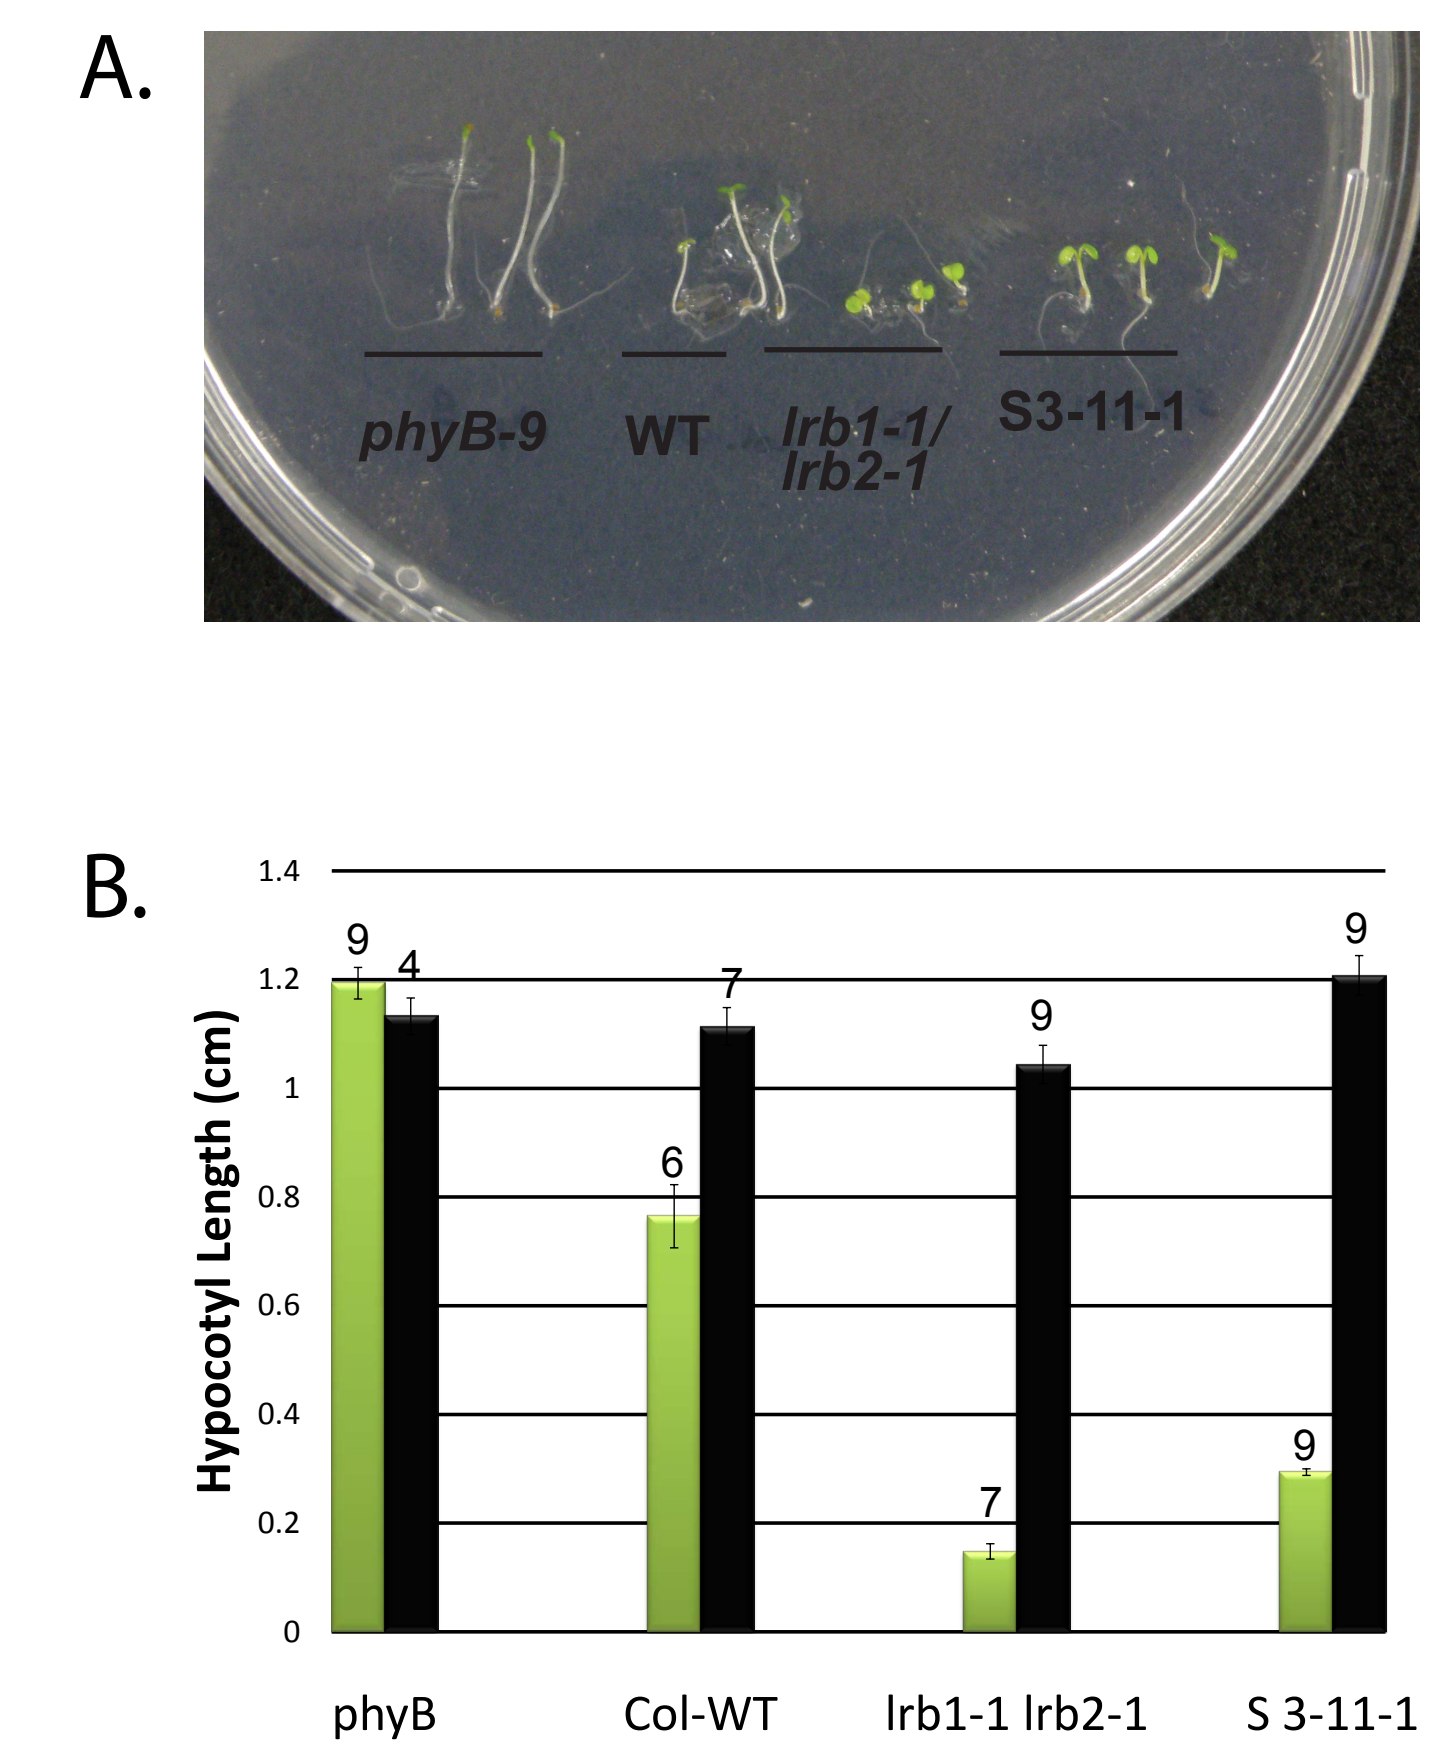 A.
phyB-9
WT
lrb1-1/
lrb2-1
S3-11-1
B.
Hypocotyl Length (cm)
1.4
1.2
1
0.8
0.6
0.4
0.2
0
9
4
6
7
7
9
9
9
phyB
Col-WT
lrb1-1 lrb2-1
S 3-11-1